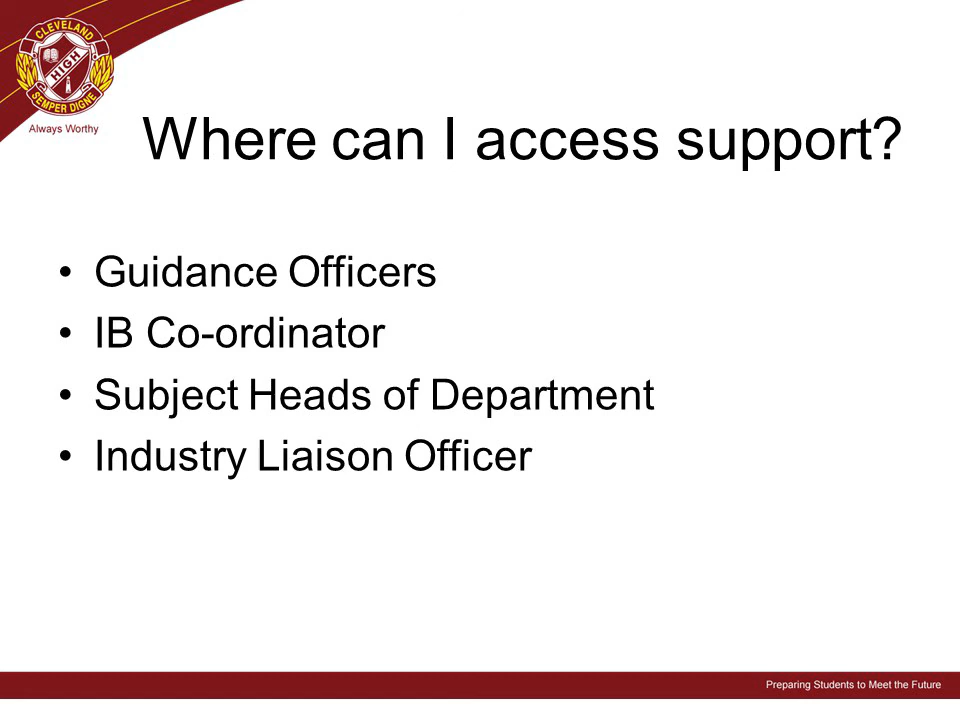 CLEVELAND
HIGH
SEMPER DIGNE
Always Worthy
Where can I access support?
• Guidance Officers
• IB Co-ordinator
• Subject Heads of Department
• Industry Liaison Officer
Preparing Students to Meet the Future